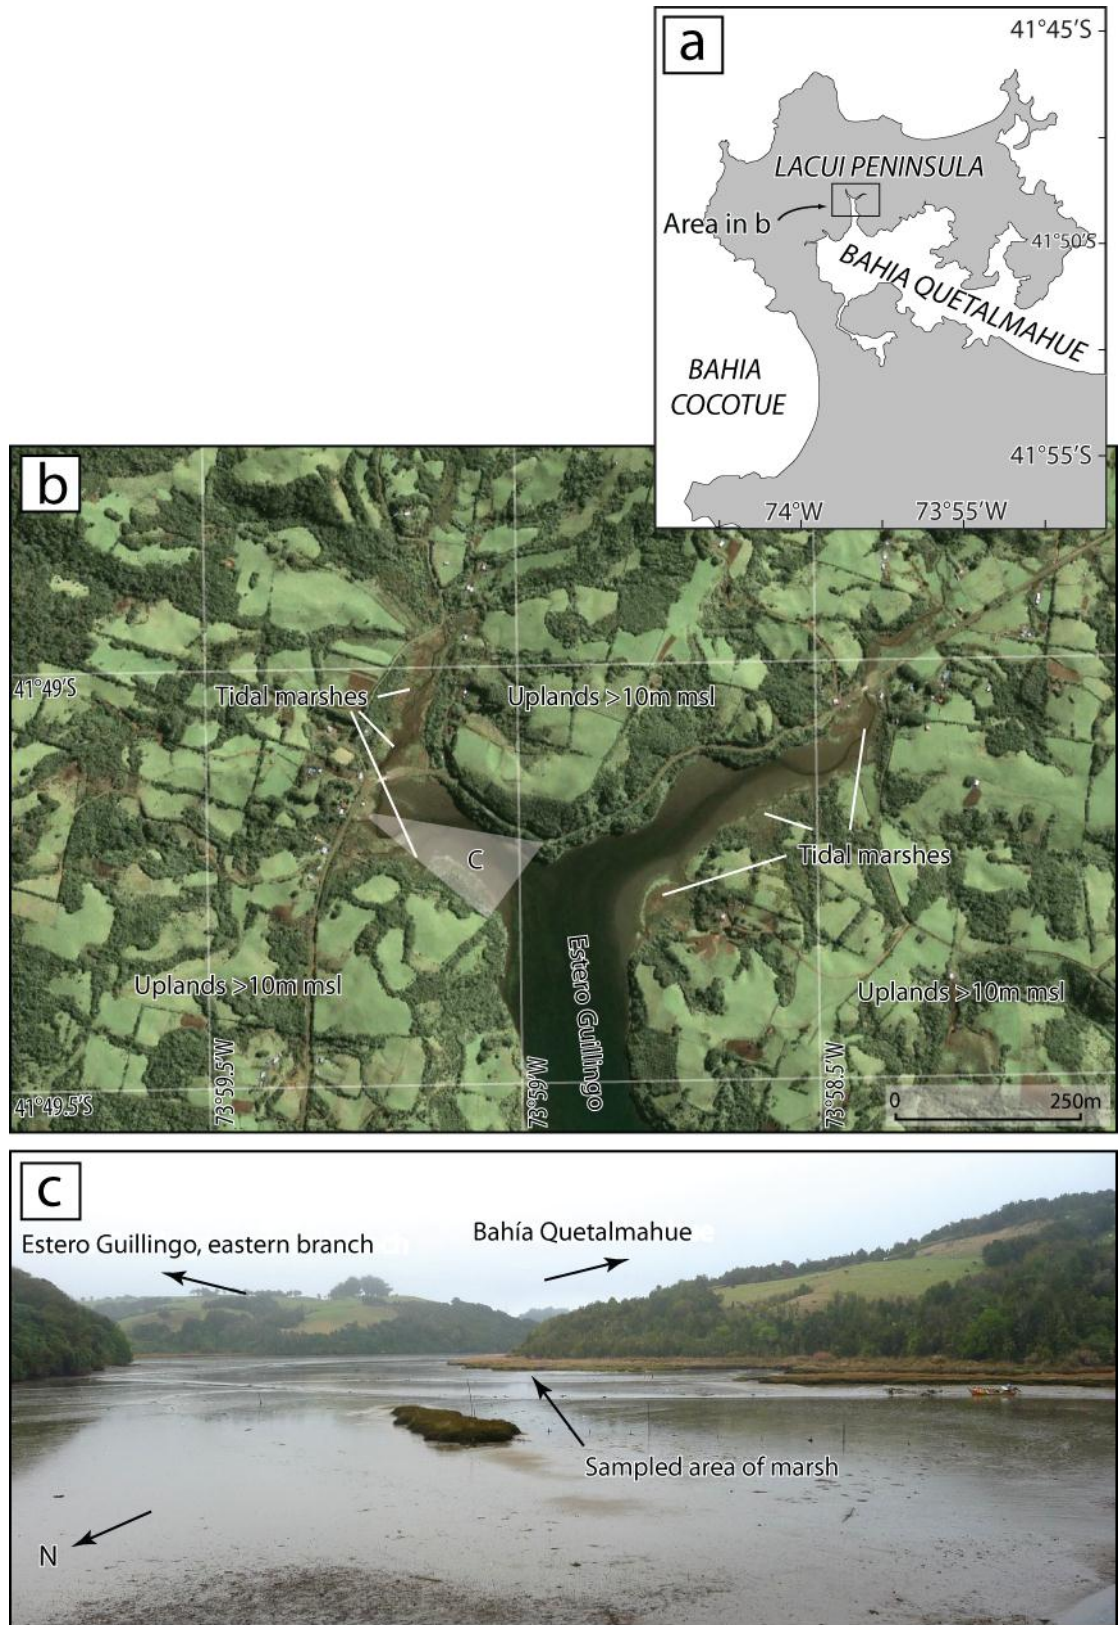 a
41°45'S
LACUI PENINSULA
Area in b
41°50'S
BAHIA QUETALMAHUE
BAHIA
COCOTUE
41°55'S
74°W
73°55'W
b
41°49'S
Tidal marshes
Uplands >10m msl
C
Tidal marshes
Estero Guillingo
Uplands >10m msl
Uplands >10m msl
73°59.5'W
73°59'W
73°58.5'W
41°49.5'S
0
250m
c
Estero Guillingo, eastern branch
Bahía Quetalmahue
Sampled area of marsh
N